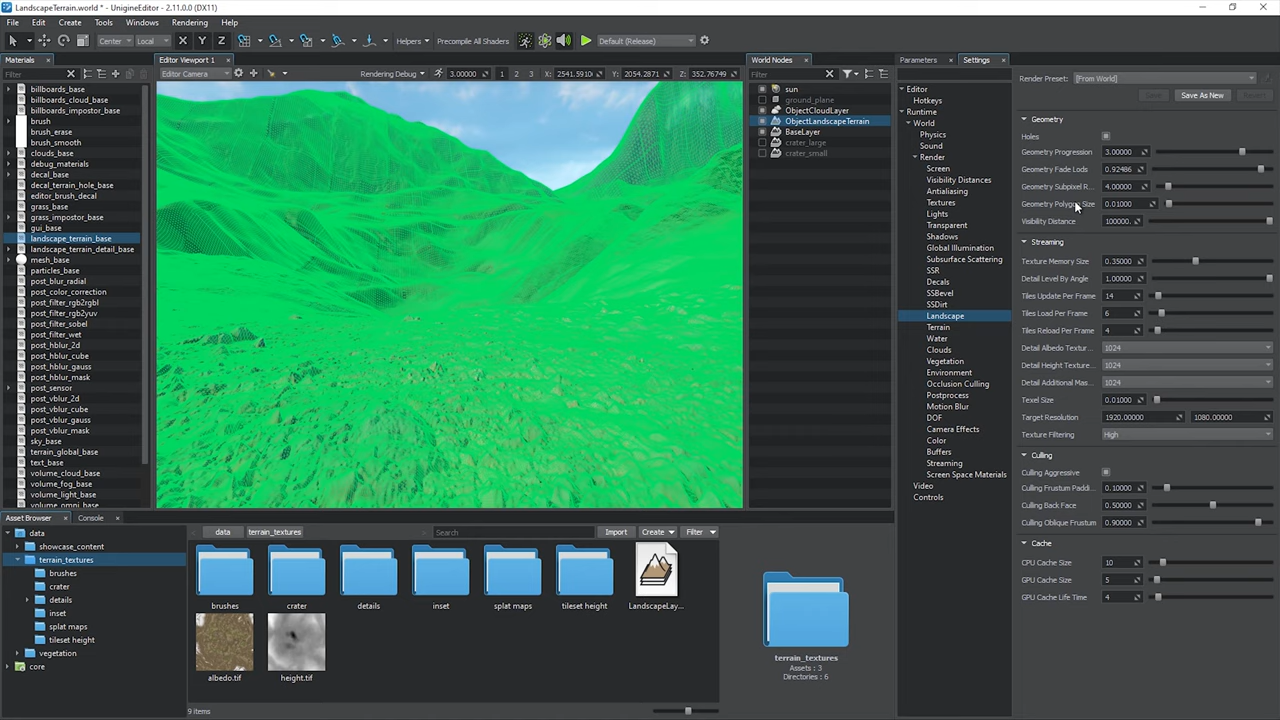 LandscapeTerrain.world * - UnigineEditor - 2.11.0.0 (DX11)
File Edit Create Tools Windows Rendering Help
Center Local X Y Z Helpers Precompile All Shaders Default (Release)
Materials
Filter
billboards_base
billboards_cloud_base
billboards_impostor_base
brush
brush_erase
brush_smooth
clouds_base
debug_materials
decal_base
decal_terrain_hole_base
editor_brush_decal
grass_base
grass_impostor_base
gui_base
landscape_terrain_base
landscape_terrain_detail_base
mesh_base
particles_base
post_blur_radial
post_color_correction
post_filter_rgb2rgbl
post_filter_rgb2yuv
post_filter_sobel
post_filter_wet
post_hblur_2d
post_hblur_cube
post_hblur_gauss
post_hblur_mask
post_sensor
post_vblur_2d
post_vblur_cube
post_vblur_gauss
post_vblur_mask
sky_base
terrain_global_base
text_base
volume_cloud_base
volume_fog_base
volume_light_base
volume_omni_base
Editor Viewport 1
Editor Camera Rendering Debug 3.00000 1 2 3 X: 2541.5910 Y: 2054.2871 Z: 352.76749
World Nodes
Filter
sun
ground_plane
ObjectCloudLayer
ObjectLandscapeTerrain
BaseLayer
crater_large
crater_small
Parameters Settings
Editor
Hotkeys
Runtime
World
Physics
Sound
Render
Screen
Visibility Distances
Antialiasing
Textures
Lights
Transparent
Shadows
Global Illumination
Subsurface Scattering
SSR
Decals
SSBevel
SSDirt
Landscape
Terrain
Water
Clouds
Vegetation
Environment
Occlusion Culling
Postprocess
Motion Blur
DOF
Camera Effects
Color
Buffers
Streaming
Screen Space Materials
Video
Controls
Render Preset: [From World]
Save As New
Geometry
Holes
Geometry Progression 3.00000
Geometry Fade Lods 0.92486
Geometry Subpixel R... 4.00000
Geometry Polygon Size 0.01000
Visibility Distance 100000.
Streaming
Texture Memory Size 0.35000
Detail Level By Angle 1.00000
Tiles Update Per Frame 14
Tiles Load Per Frame 6
Tiles Reload Per Frame 4
Detail Albedo Textur... 1024
Detail Height Texture... 1024
Detail Additional Mas... 1024
Texel Size 0.01000
Target Resolution 1920.00000 1080.00000
Texture Filtering High
Culling
Culling Aggressive
Culling Frustum Paddi... 0.10000
Culling Back Face 0.50000
Culling Oblique Frustum 0.90000
Cache
CPU Cache Size 10
GPU Cache Size 5
GPU Cache Life Time 4
Asset Browser Console
data
showcase_content
terrain_textures
brushes
crater
details
inset
splat maps
tileset height
vegetation
core
data terrain_textures Search Import Create Filter
brushes crater details inset splat maps tileset height LandscapeLay...
albedo.tif height.tif
9 items
terrain_textures
Assets : 3
Directories : 6